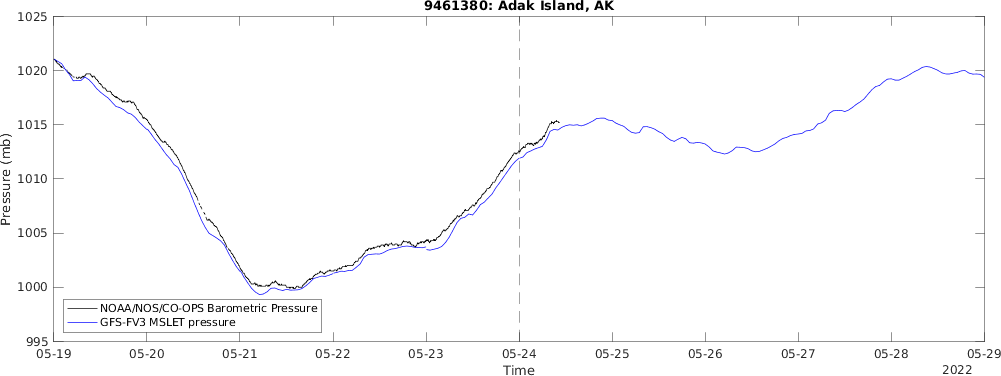 9461380: Adak Island, AK
1025
1020
1015
1010
1005
1000
995
Pressure (mb)
NOAA/NOS/CO-OPS Barometric Pressure
GFS-FV3 MSLET pressure
05-19 05-20 05-21 05-22 05-23 05-24 05-25 05-26 05-27 05-28 05-29
Time
2022